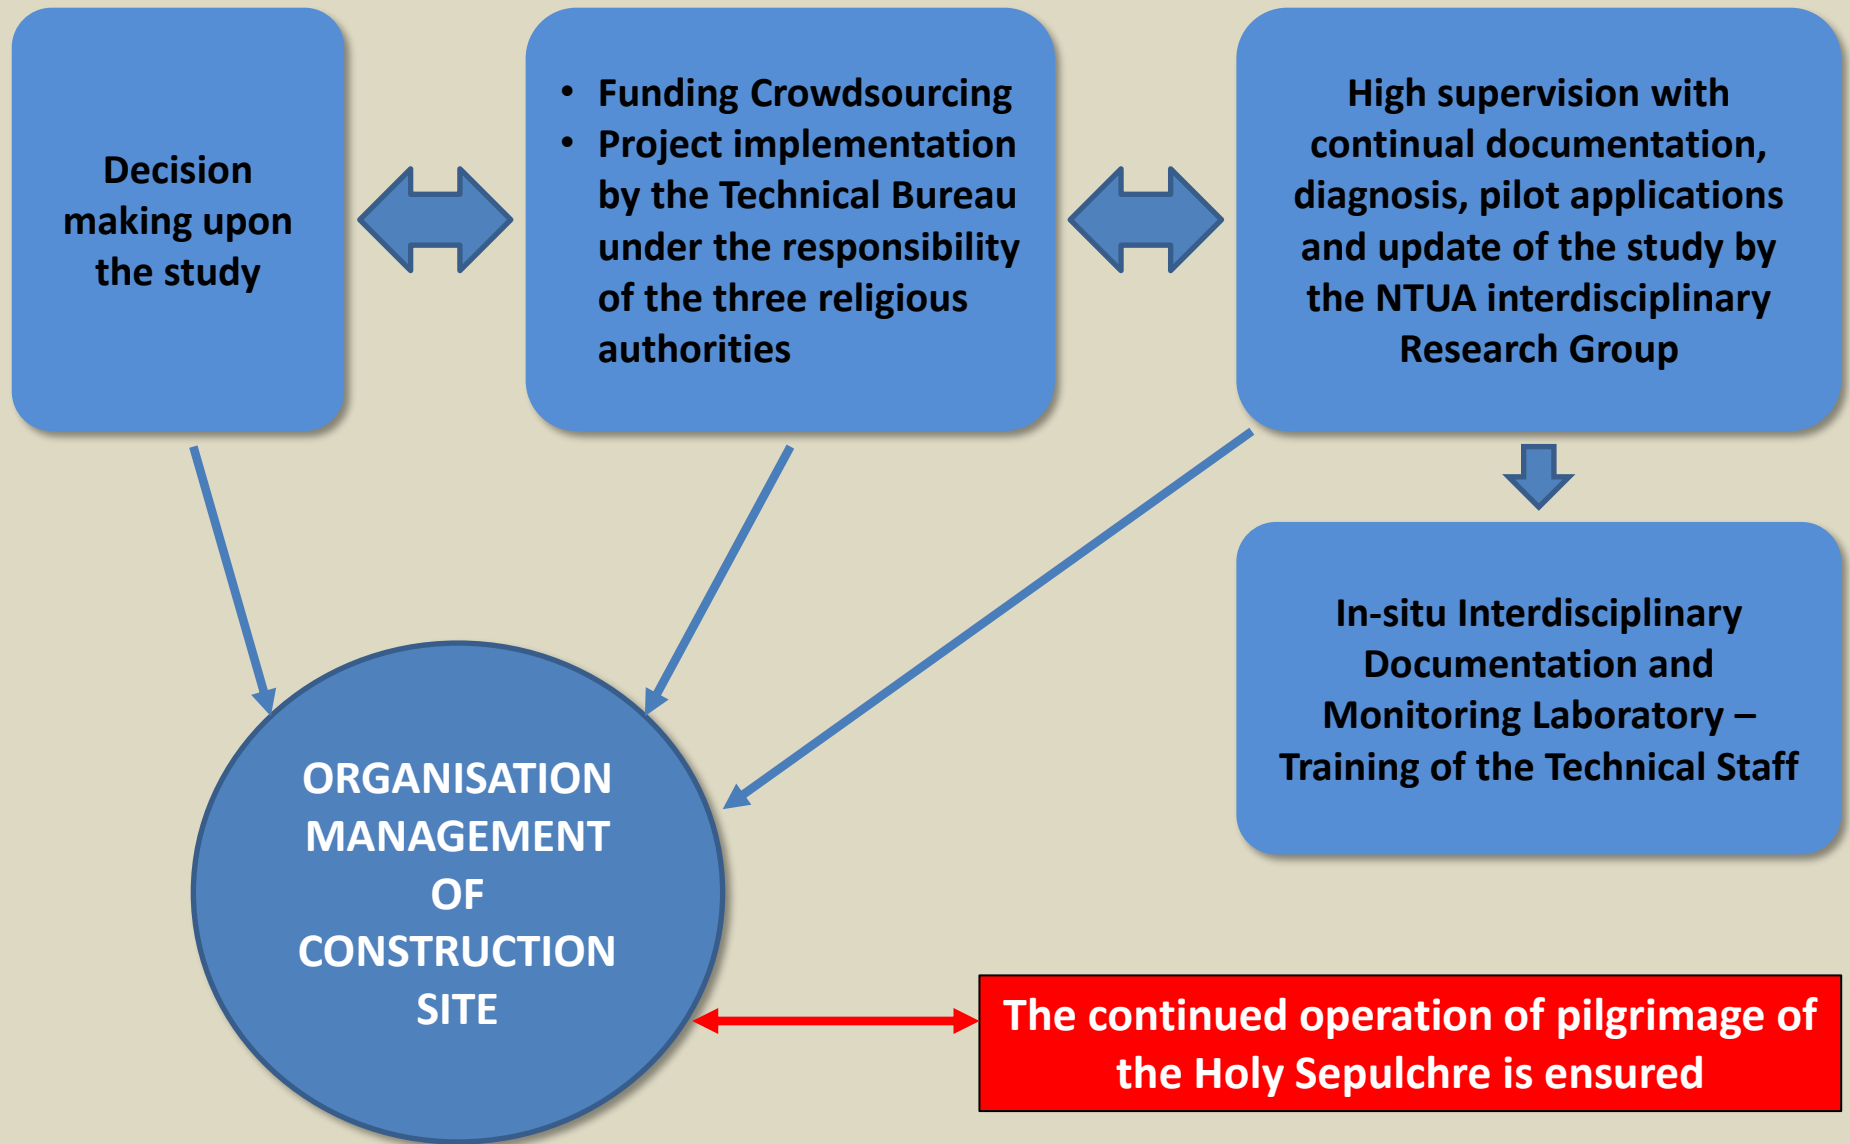 Decision
making upon
the study
• Funding Crowdsourcing
• Project implementation
by the Technical Bureau
under the responsibility
of the three religious
authorities
High supervision with
continual documentation,
diagnosis, pilot applications
and update of the study by
the NTUA interdisciplinary
Research Group
In-situ Interdisciplinary
Documentation and
Monitoring Laboratory –
Training of the Technical Staff
ORGANISATION
MANAGEMENT
OF
CONSTRUCTION
SITE
The continued operation of pilgrimage of
the Holy Sepulchre is ensured